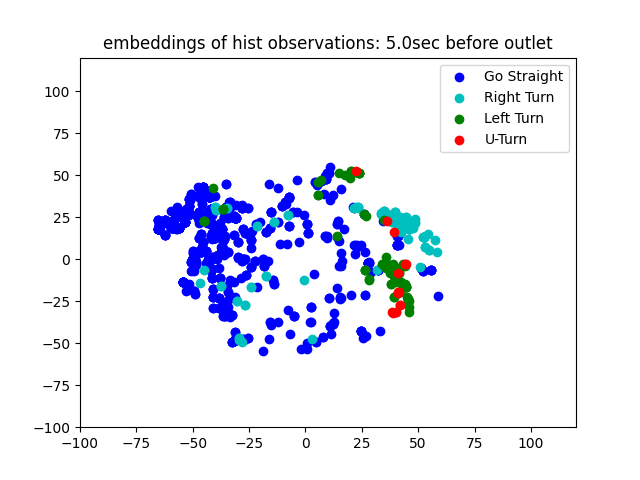 embeddings of hist observations: 5.0sec before outlet
Go Straight
Right Turn
Left Turn
U-Turn
100
75
50
25
0
−25
−50
−75
−100
−100 −75 −50 −25 0 25 50 75 100